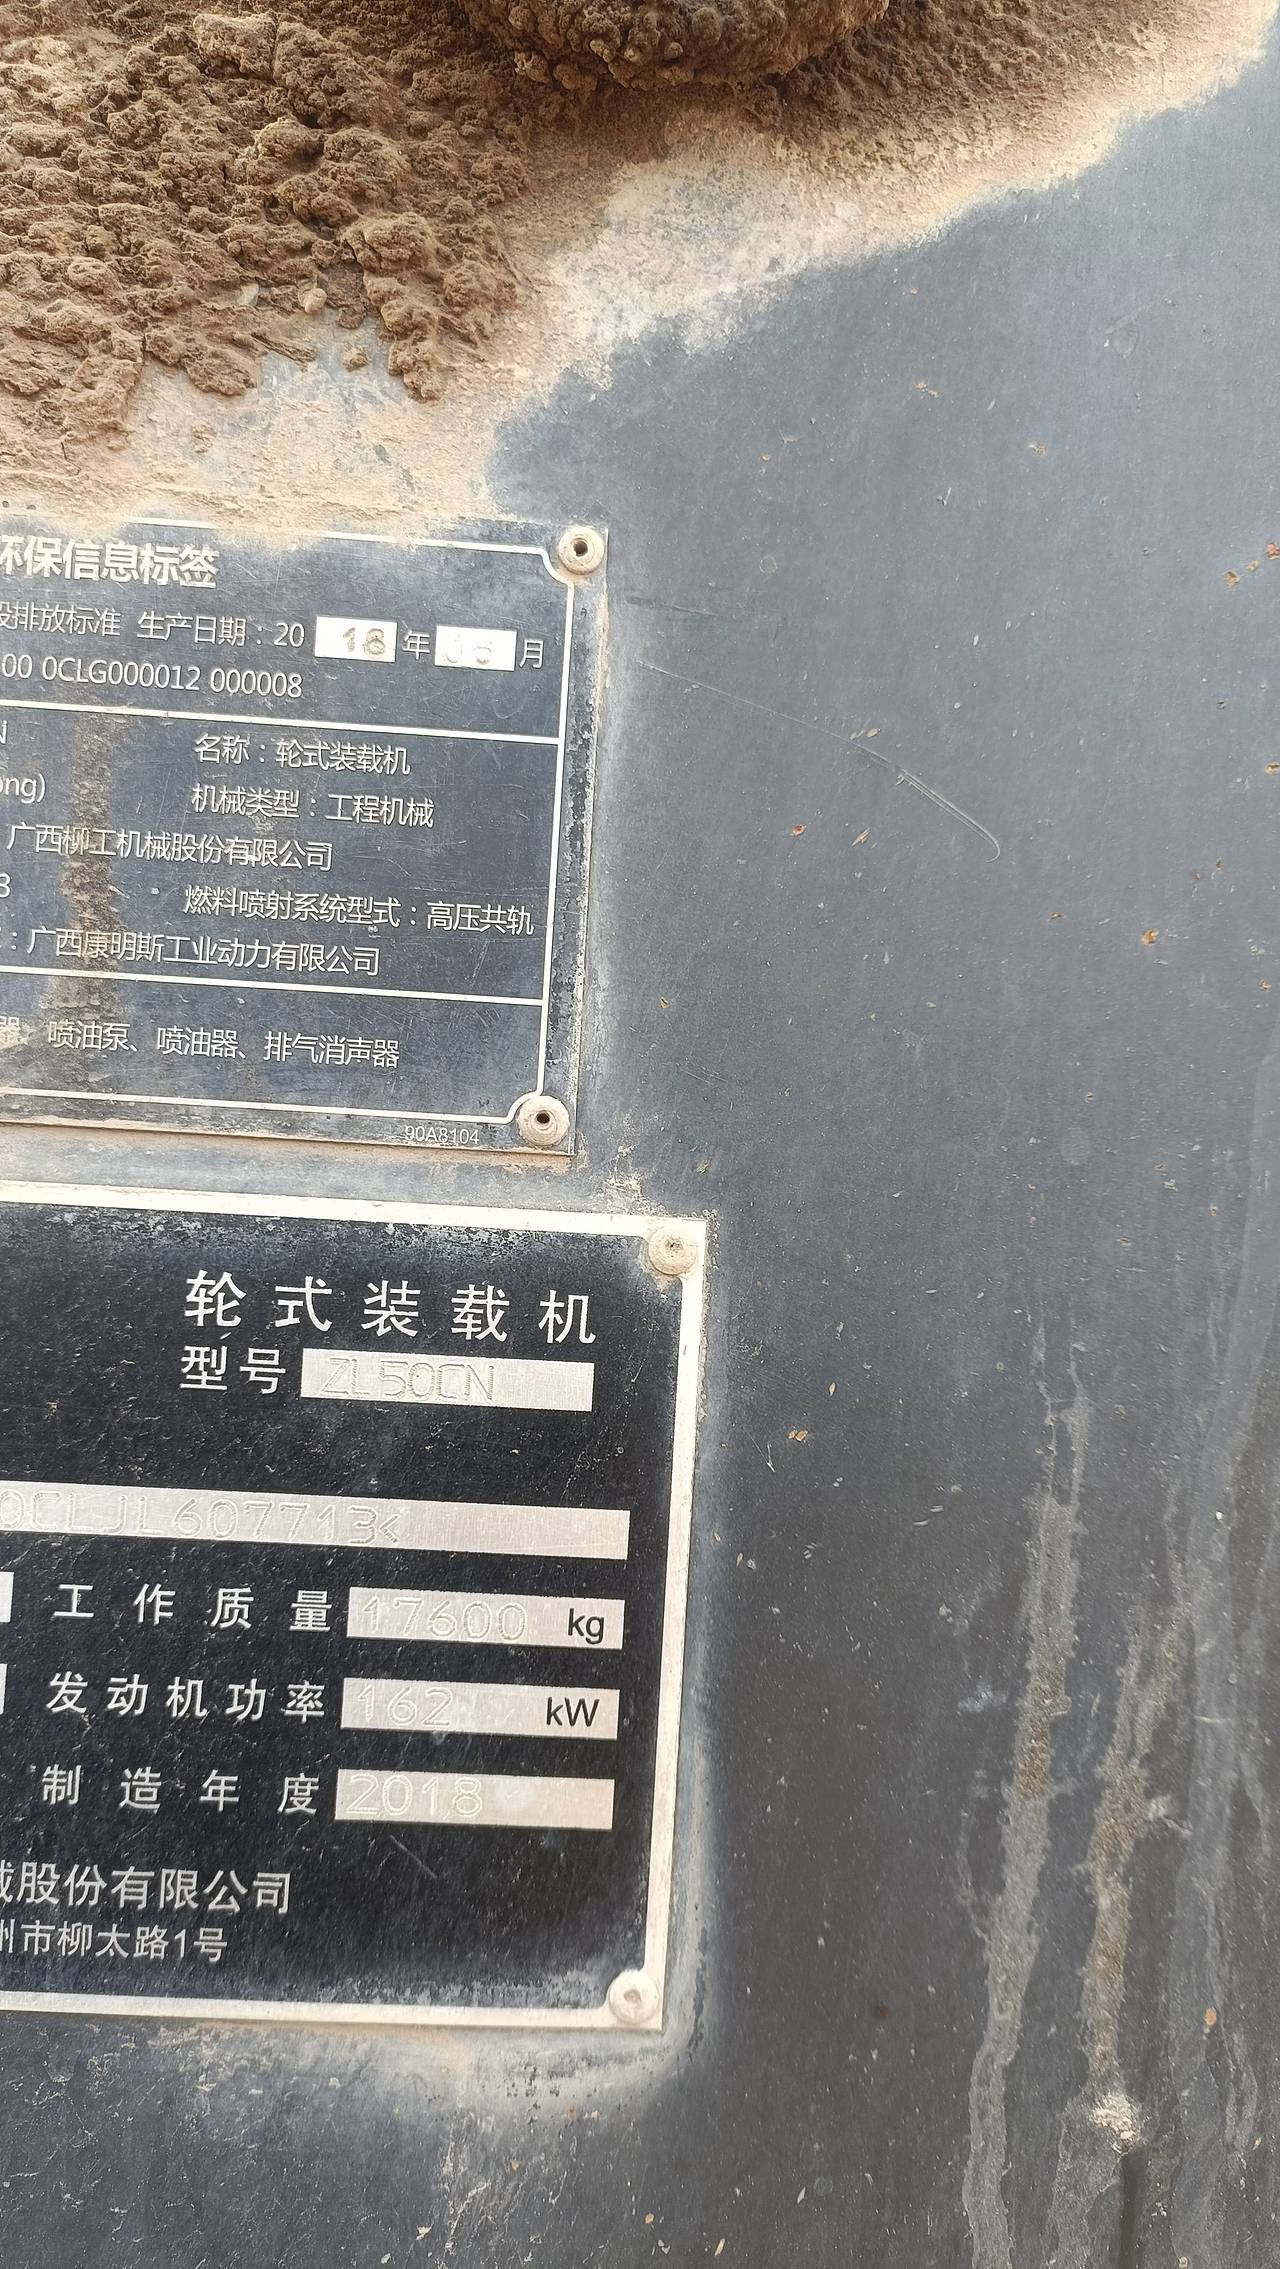 环保信息标签
段排放标准 生产日期：20 18 年 05 月
00 0CLG000012 000008
N
名称：轮式装载机
ong)
机械类型：工程机械
广西柳工机械股份有限公司
3
燃料喷射系统型式：高压共轨
：广西康明斯工业动力有限公司
器、喷油泵、喷油器、排气消声器
90A8104
轮式装载机
型号 ZL50CN
0CLJL607713<
工作质量 17600 kg
发动机功率 162 kW
制造年度 2018
械股份有限公司
州市柳太路1号